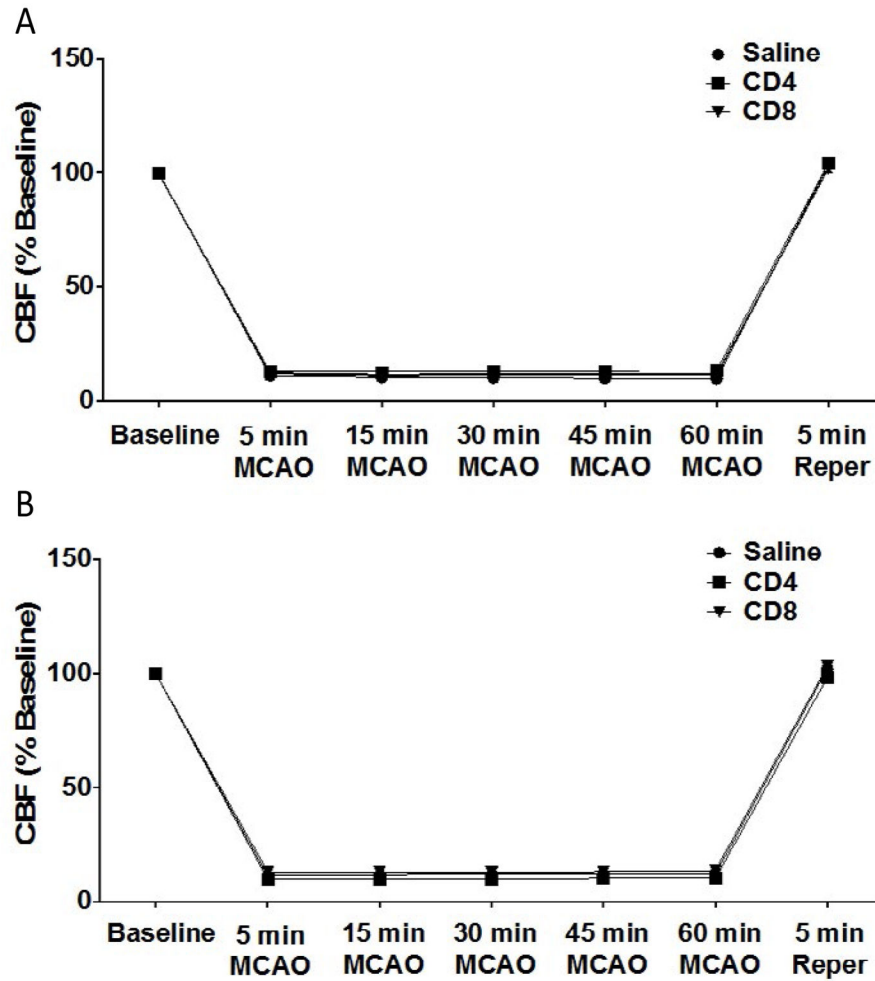 A
150
100
50
0
CBF (% Baseline)
Saline
CD4
CD8
Baseline
5 min
MCAO
15 min
MCAO
30 min
MCAO
45 min
MCAO
60 min
MCAO
5 min
Reper
B
150
100
50
0
CBF (% Baseline)
Saline
CD4
CD8
Baseline
5 min
MCAO
15 min
MCAO
30 min
MCAO
45 min
MCAO
60 min
MCAO
5 min
Reper